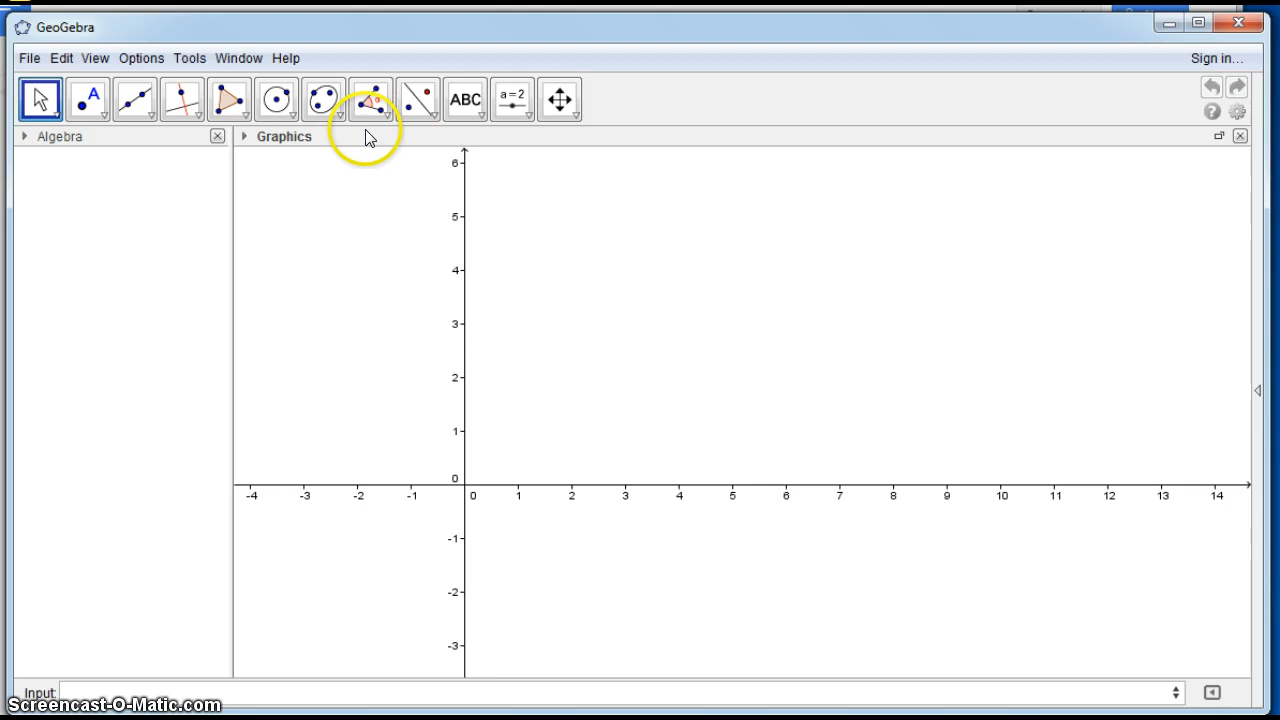 GeoGebra
File Edit View Options Tools Window Help Sign in...
A ABC a = 2
Algebra Graphics
6
5
4
3
2
1
0
-4 -3 -2 -1 0 1 2 3 4 5 6 7 8 9 10 11 12 13 14
-1
-2
-3
Input:
Screencast-O-Matic.com